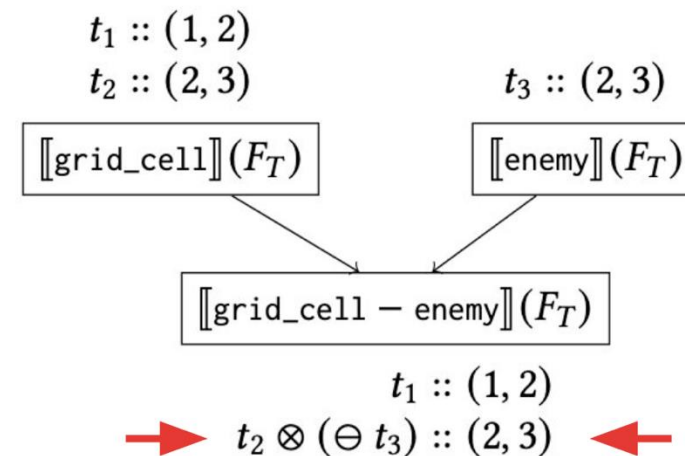 t₁ :: (1, 2)
t₂ :: (2, 3)
t₃ :: (2, 3)
⟦grid_cell⟧(F_T)
⟦enemy⟧(F_T)
⟦grid_cell − enemy⟧(F_T)
t₁ :: (1, 2)
t₂ ⊗ (⊖ t₃) :: (2, 3)